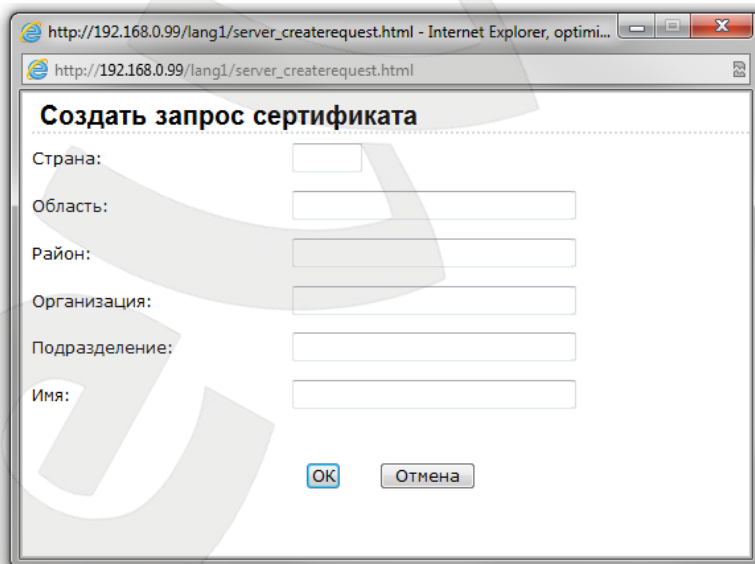 http://192.168.0.99/lang1/server_createrequest.html - Internet Explorer, optimi...
http://192.168.0.99/lang1/server_createrequest.html
Создать запрос сертификата
Страна:
Область:
Район:
Организация:
Подразделение:
Имя:
OK Отмена